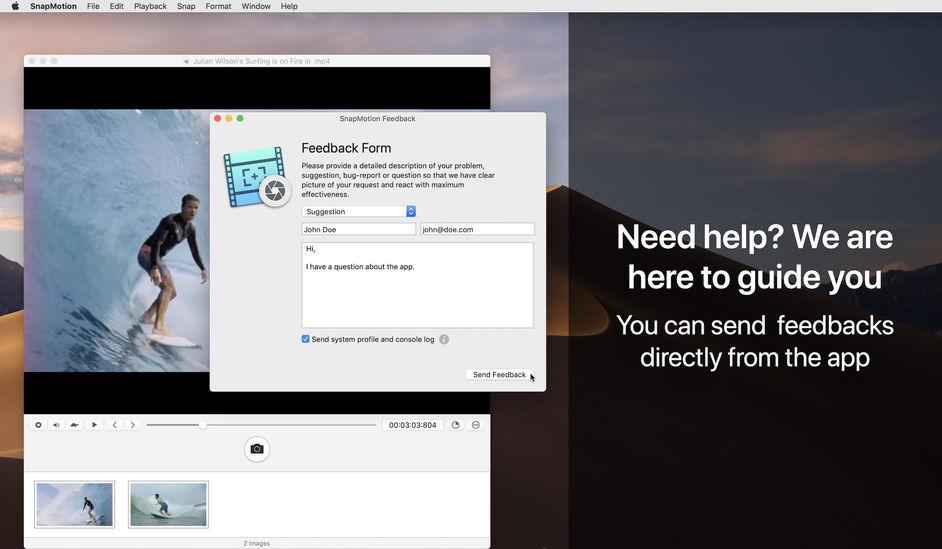 SnapMotion File Edit Playback Snap Format Window Help
Julian Wilson's Surfing is on Fire in .mp4
SnapMotion Feedback
Feedback Form
Please provide a detailed description of your problem,
suggestion, bug-report or question so that we have clear
picture of your request and react with maximum
effectiveness.
Suggestion
John Doe
john@doe.com
Hi,
I have a question about the app.
Send system profile and console log
Send Feedback
00:03:03:804
2 images
Need help? We are
here to guide you
You can send  feedbacks
directly from the app